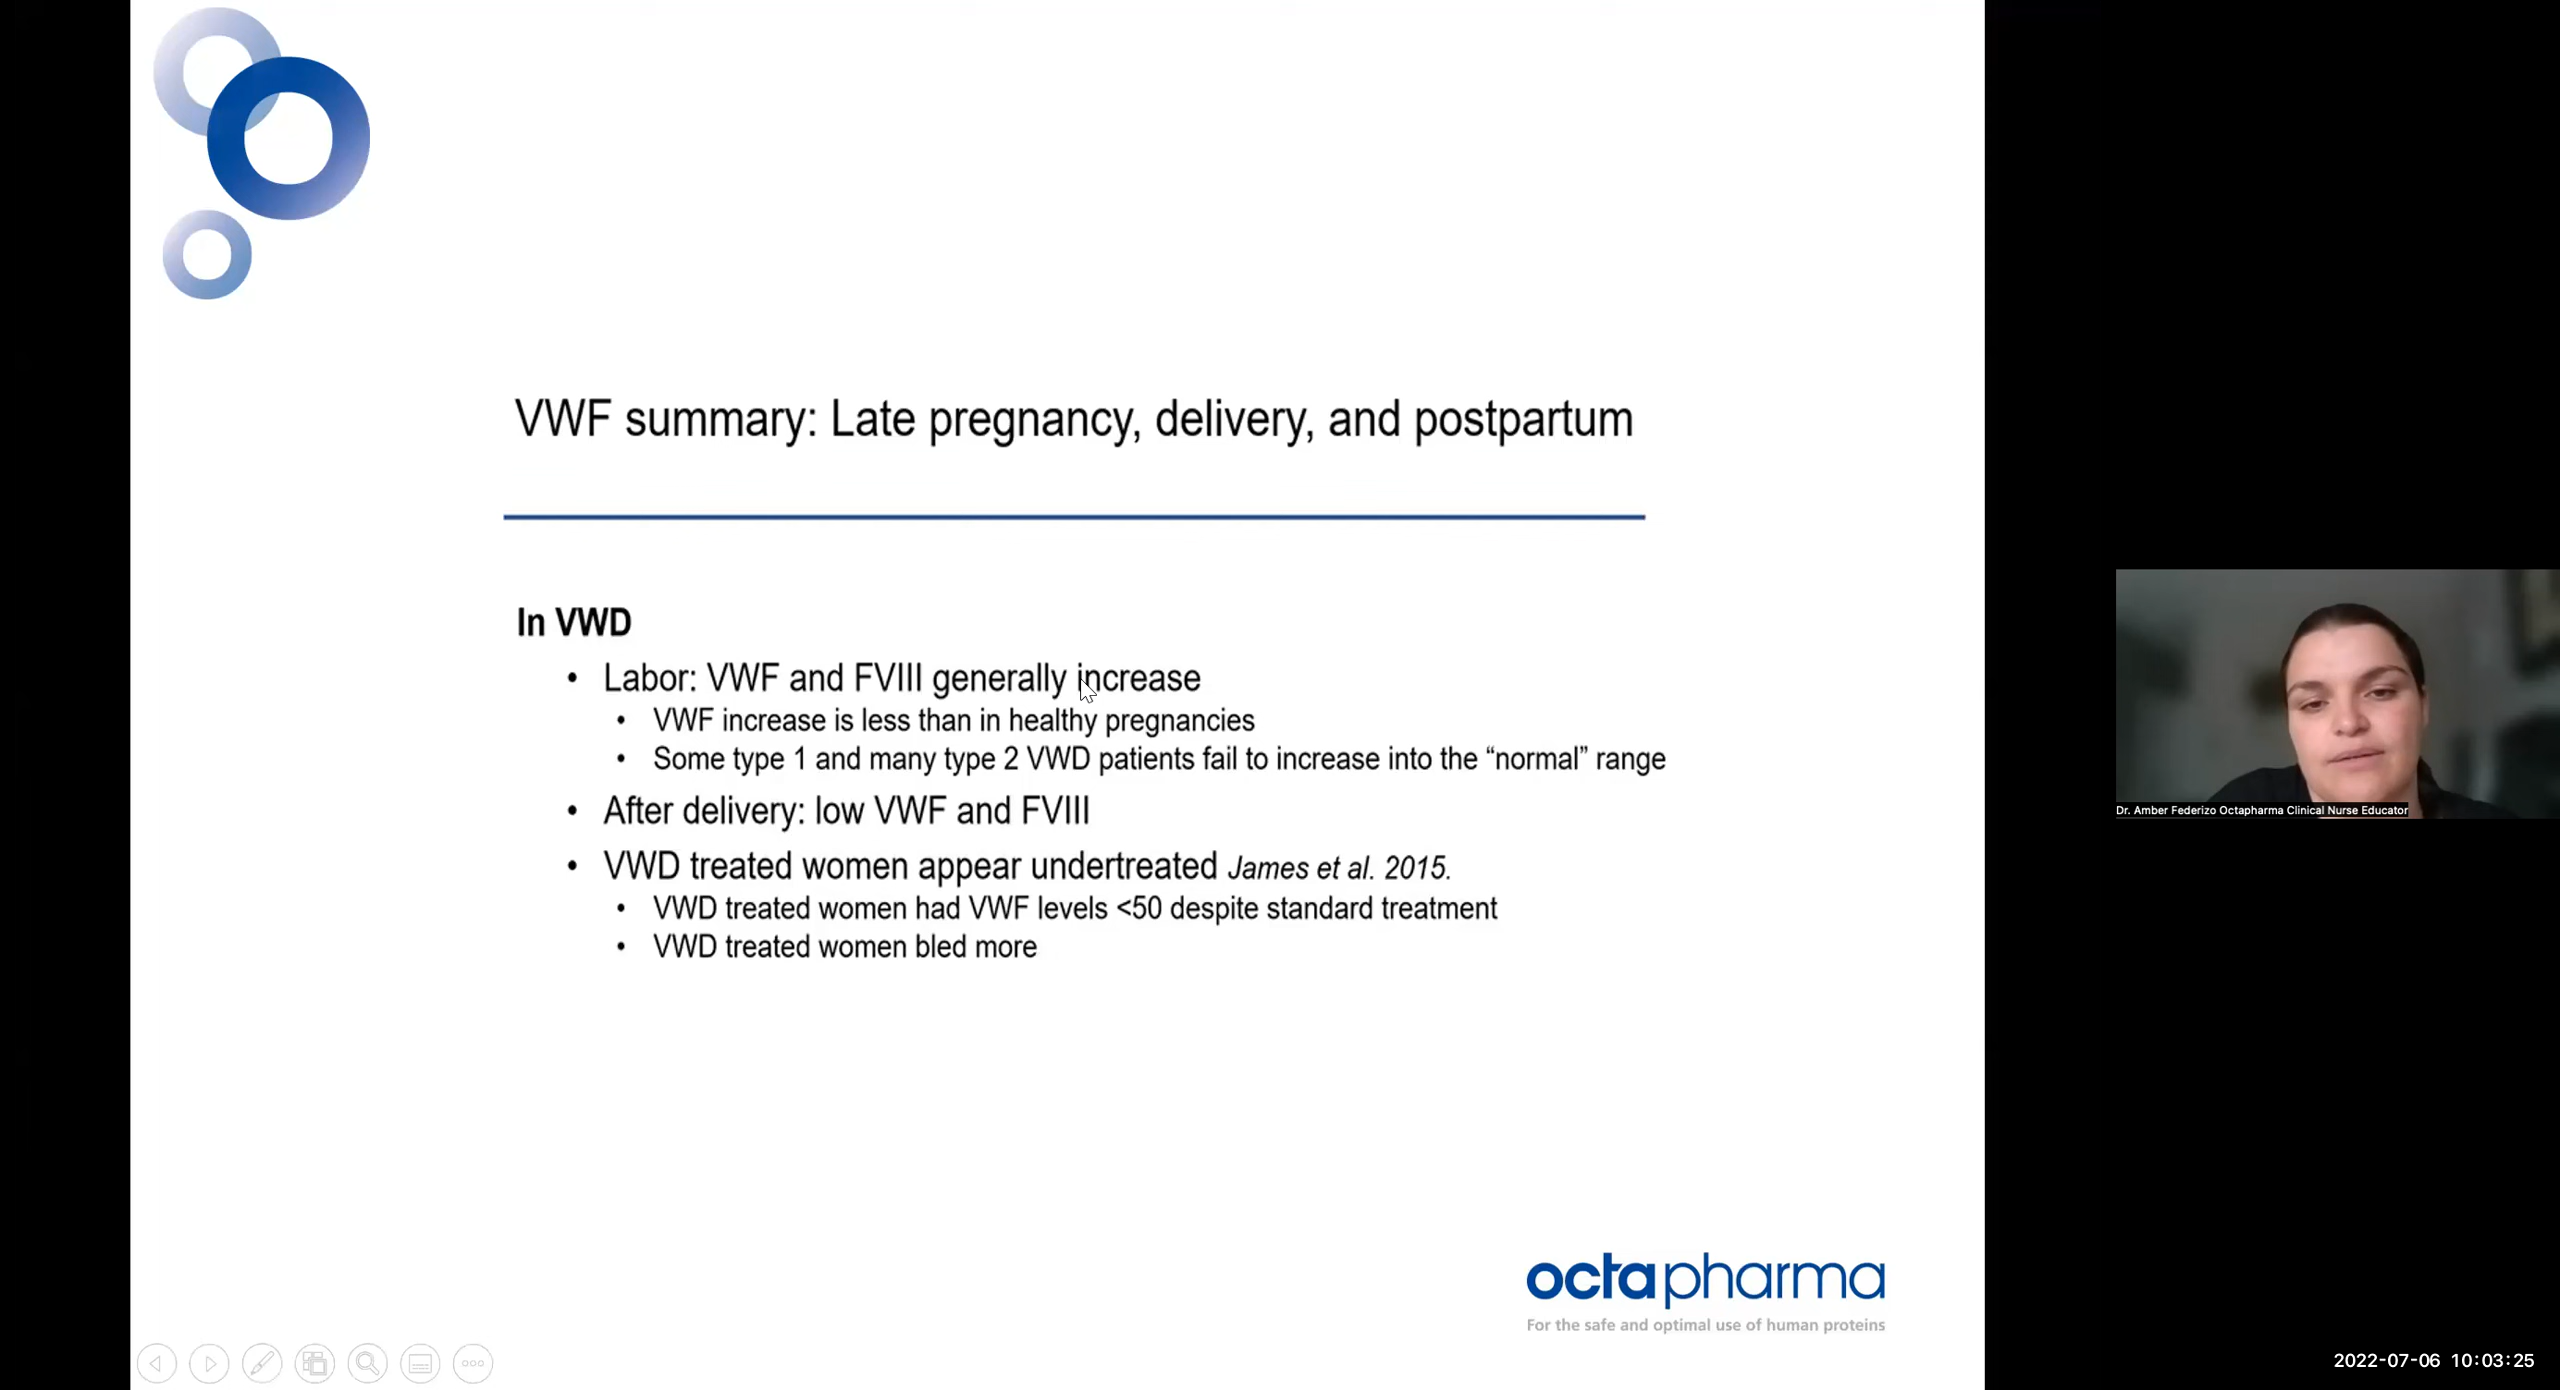 VWF summary: Late pregnancy, delivery, and postpartum
In VWD
• Labor: VWF and FVIII generally increase
• VWF increase is less than in healthy pregnancies
• Some type 1 and many type 2 VWD patients fail to increase into the “normal” range
• After delivery: low VWF and FVIII
• VWD treated women appear undertreated James et al. 2015.
• VWD treated women had VWF levels <50 despite standard treatment
• VWD treated women bled more
Dr. Amber Federizo Octapharma Clinical Nurse Educator
octapharma
For the safe and optimal use of human proteins
2022-07-06 10:03:25